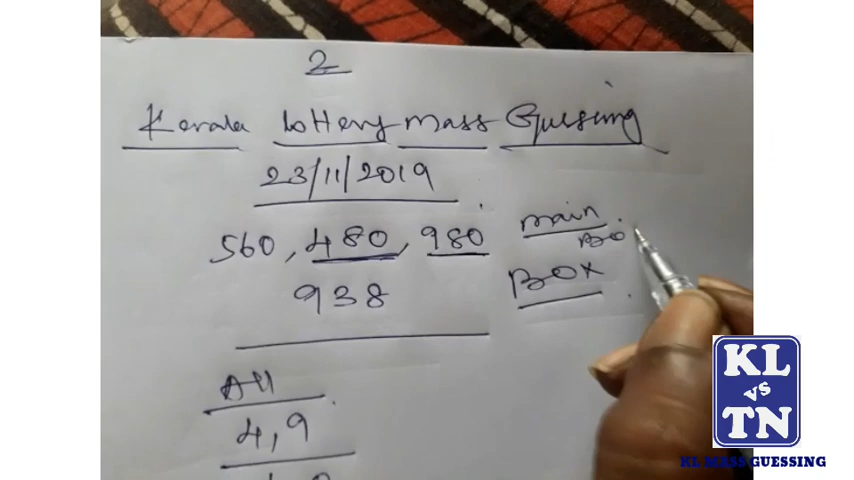 2
Kerala lottery mass Guessing
23/11/2019
560, 480, 980 main
BO
938 BOX
All
4,9
KL
vs
TN
KL MASS GUESSING